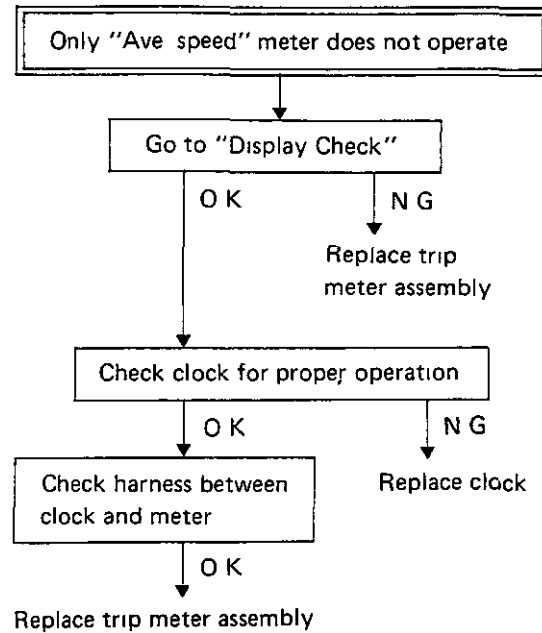 Only "Ave speed" meter does not operate
Go to "Display Check"
OK
NG
Replace trip
meter assembly
Check clock for proper operation
OK
NG
Check harness between
clock and meter
Replace clock
OK
Replace trip meter assembly